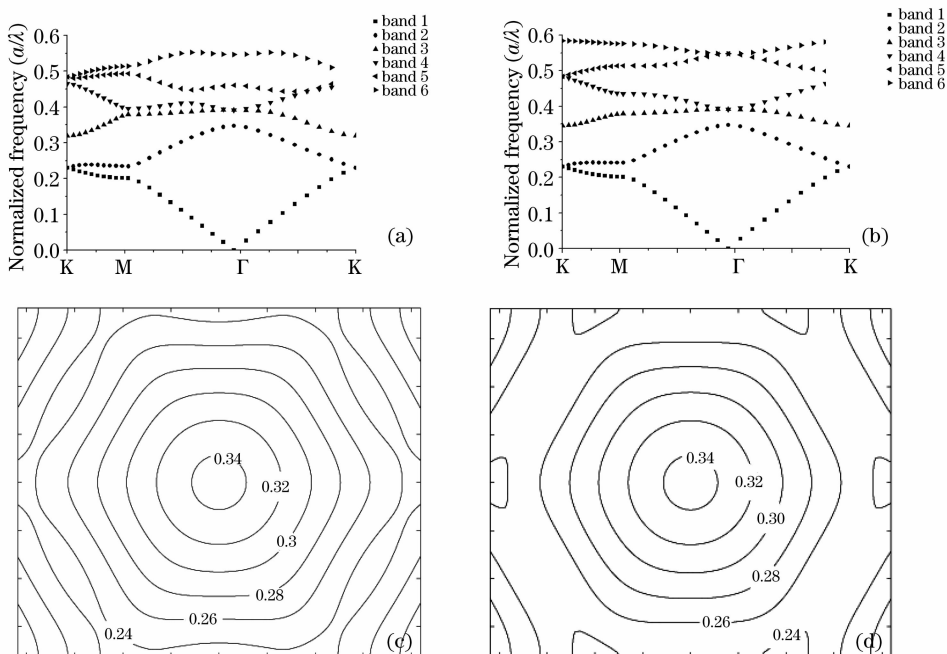 Normalized frequency (a/λ)
0.6
0.5
0.4
0.3
0.2
0.1
0.0
K
M
Γ
K
band 1
band 2
band 3
band 4
band 5
band 6
(a)
Normalized frequency (a/λ)
0.6
0.5
0.4
0.3
0.2
0.1
0.0
K
M
Γ
K
band 1
band 2
band 3
band 4
band 5
band 6
(b)
0.34
0.32
0.3
0.28
0.26
0.24
(c)
0.34
0.32
0.30
0.28
0.26
0.24
(d)